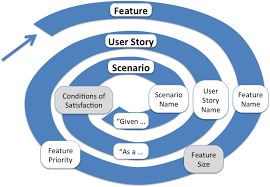 Feature
User Story
Scenario
Conditions of
Satisfaction
Scenario
Name
User
Story
Name
Feature
Name
“Given ...
“As a ...
Feature
Priority
Feature
Size